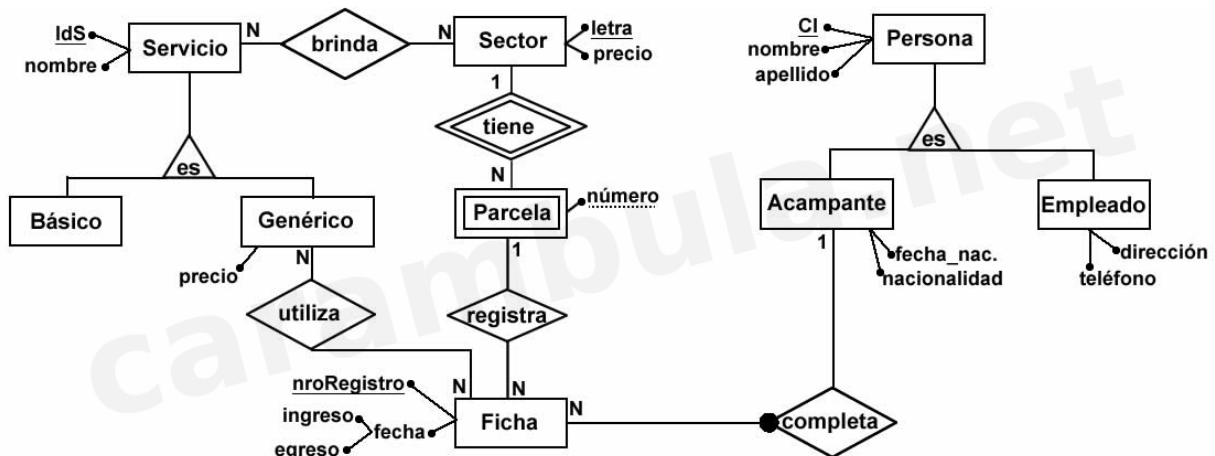 IdS
nombre
Servicio
N
brinda
N
Sector
letra
precio
CI
nombre
apellido
Persona
1
tiene
N
es
es
Básico
Genérico
precio
N
Parcela
número
1
Acampante
1
fecha_nac.
nacionalidad
Empleado
dirección
teléfono
utiliza
registra
N
N
nroRegistro
ingreso
fecha
egreso
Ficha
N
completa
carambula.net